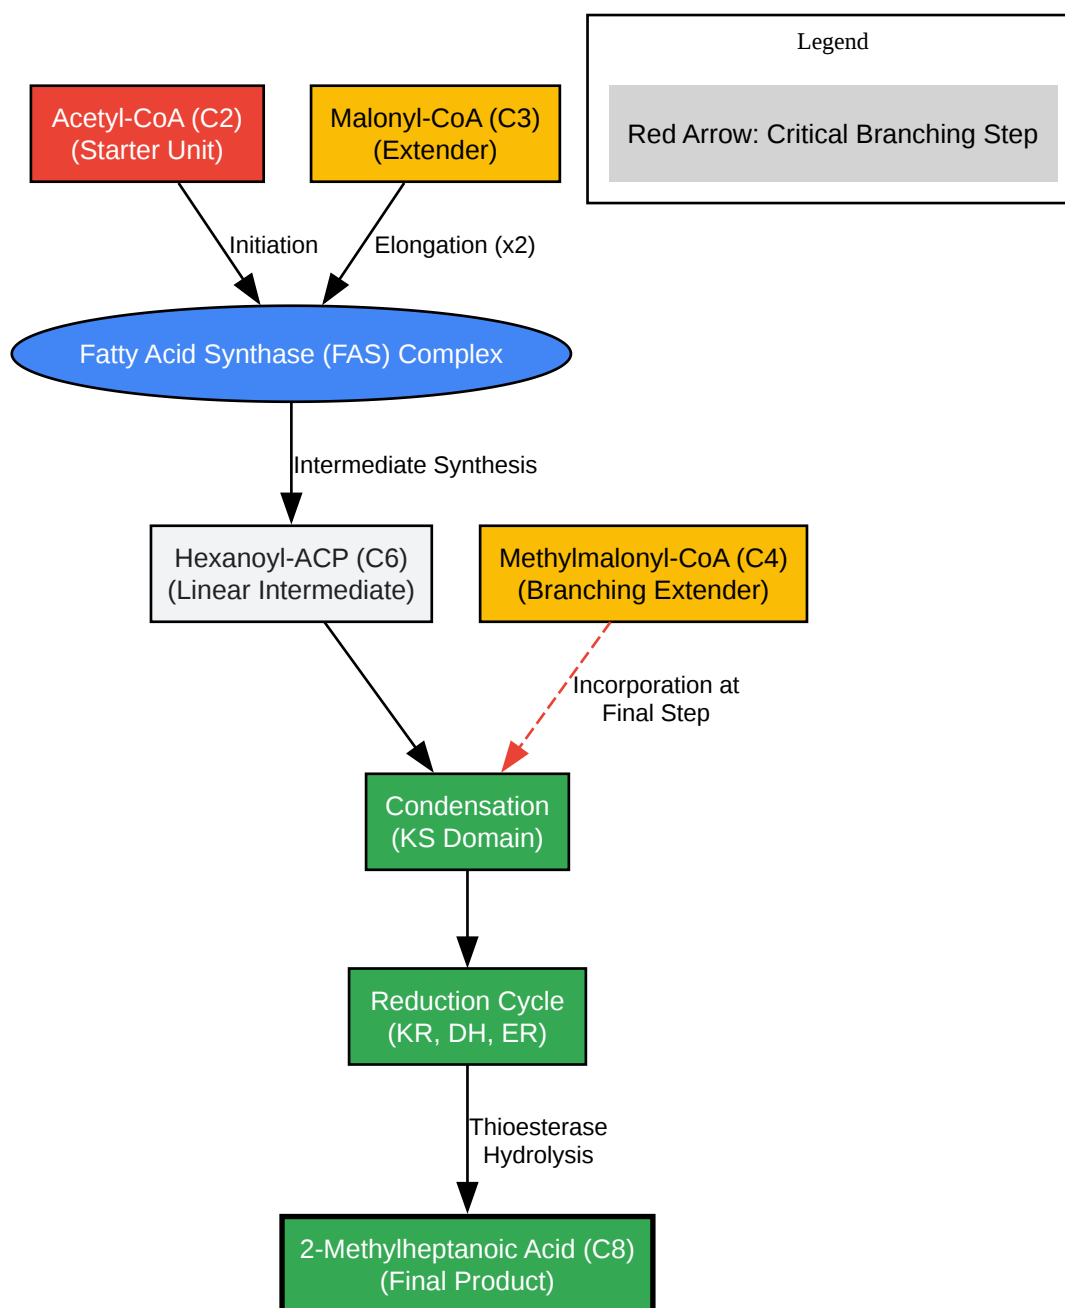 Legend
Red Arrow: Critical Branching Step
Acetyl-CoA (C2)
(Starter Unit)
Malonyl-CoA (C3)
(Extender)
Initiation
Elongation (x2)
Fatty Acid Synthase (FAS) Complex
Intermediate Synthesis
Hexanoyl-ACP (C6)
(Linear Intermediate)
Methylmalonyl-CoA (C4)
(Branching Extender)
Incorporation at
Final Step
Condensation
(KS Domain)
Reduction Cycle
(KR, DH, ER)
Thioesterase
Hydrolysis
2-Methylheptanoic Acid (C8)
(Final Product)